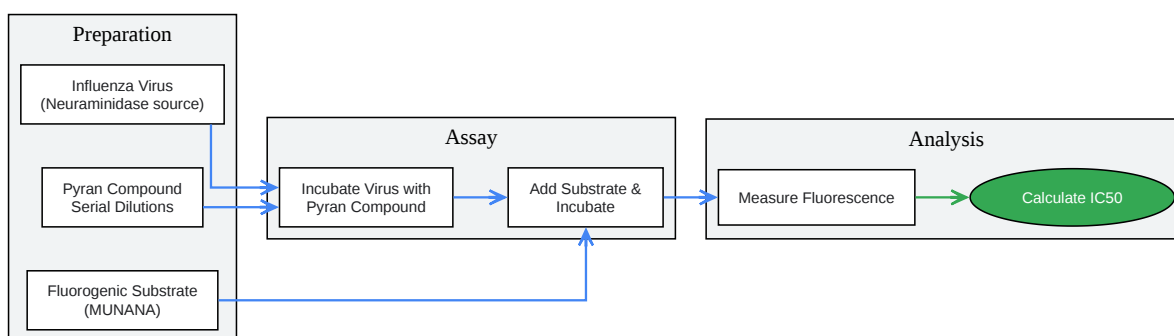 Preparation
Influenza Virus
(Neuraminidase source)
Pyran Compound
Serial Dilutions
Fluorogenic Substrate
(MUNANA)
Assay
Incubate Virus with
Pyran Compound
Add Substrate &
Incubate
Analysis
Measure Fluorescence
Calculate IC50